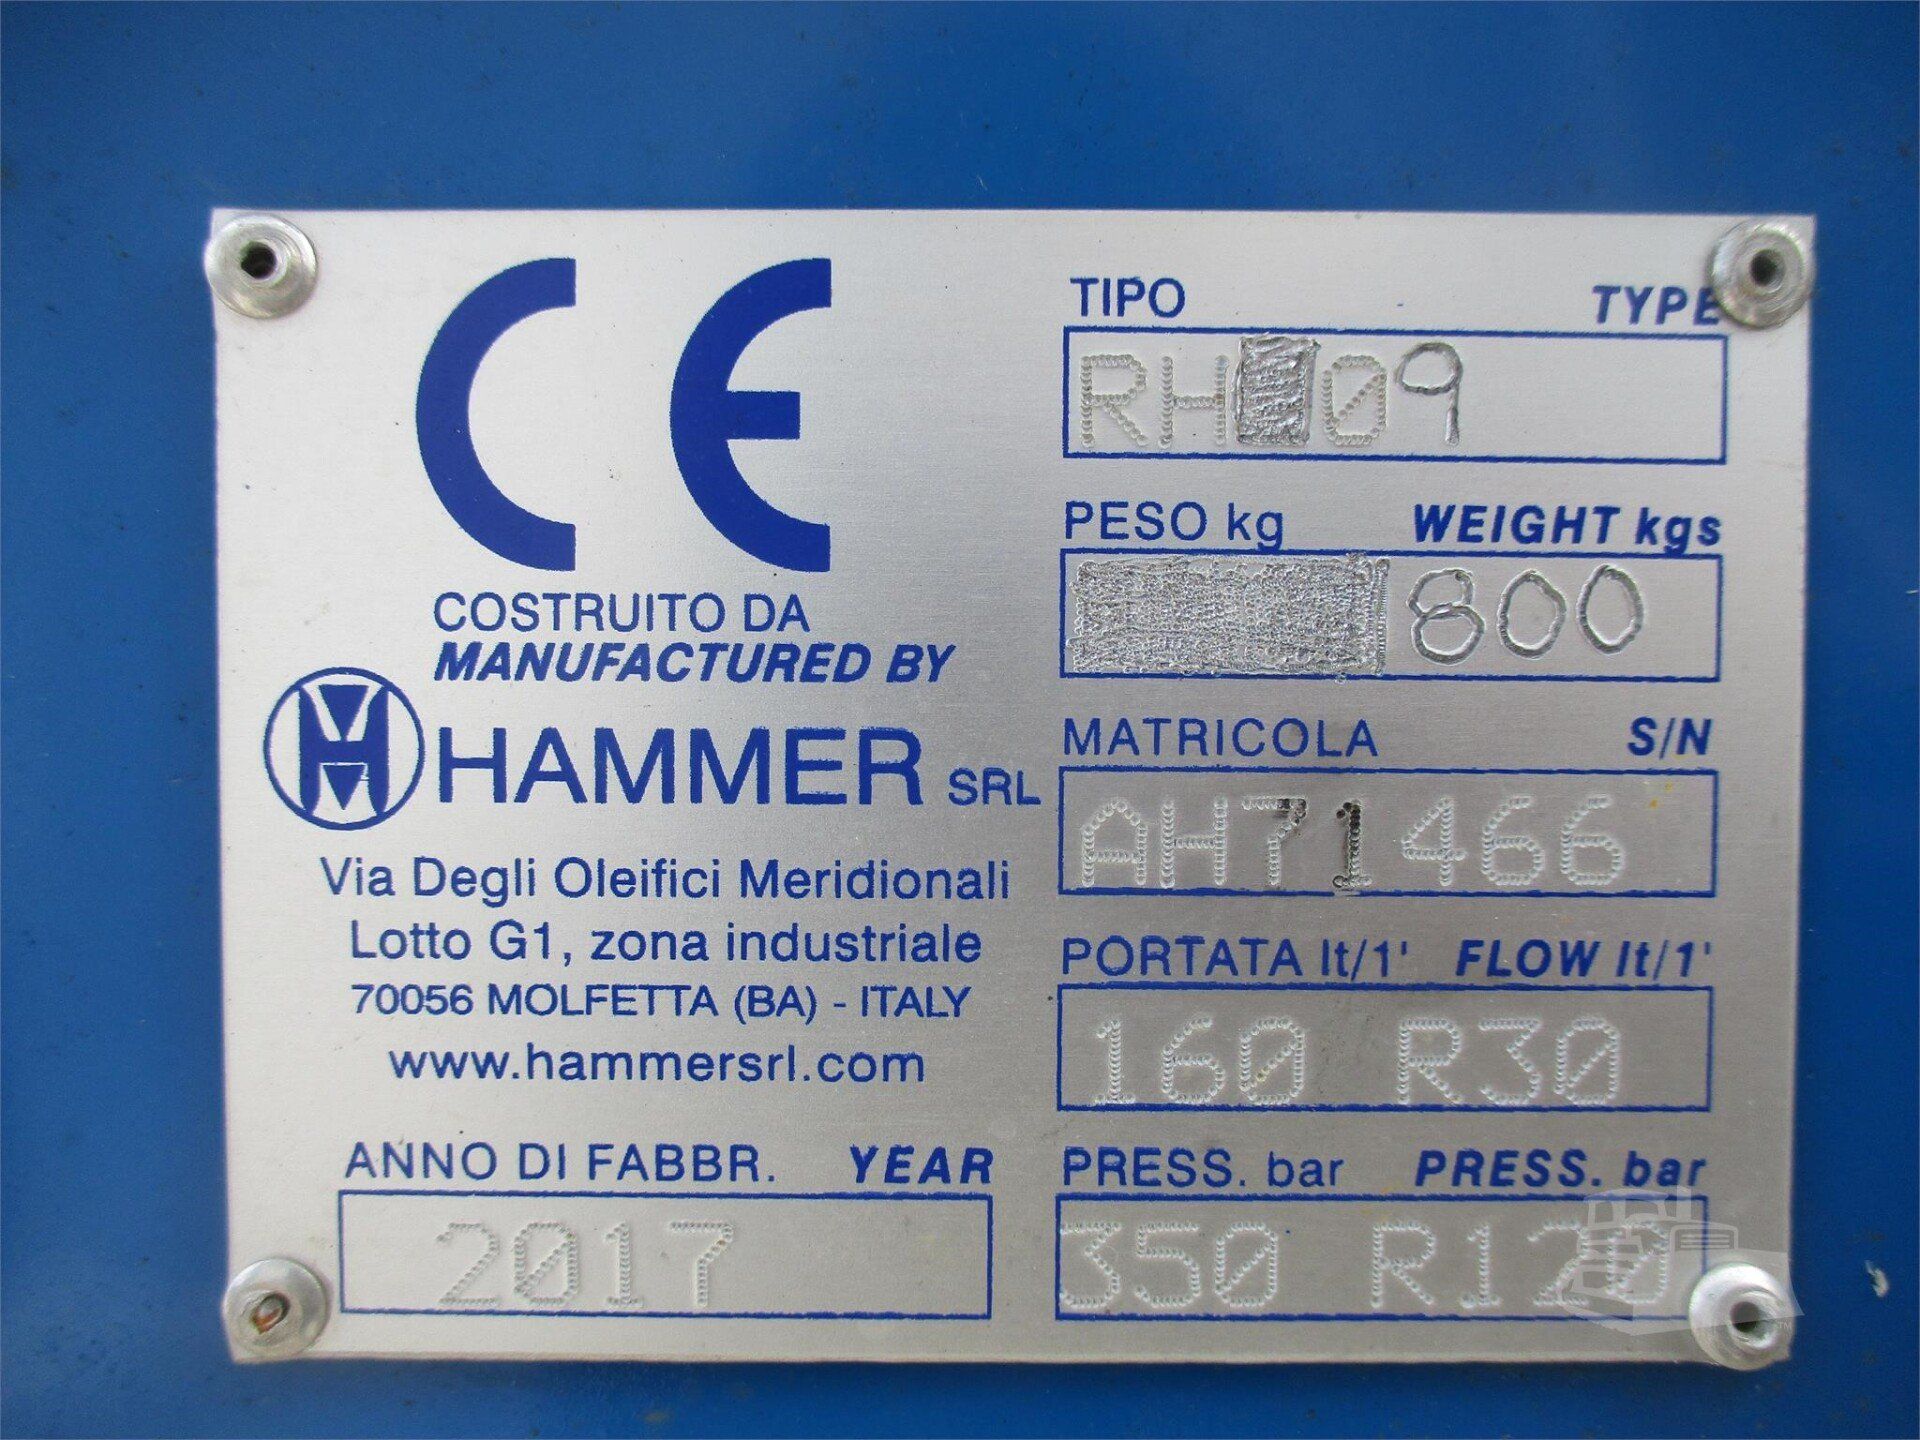 CE
COSTRUITO DA
MANUFACTURED BY
H HAMMER SRL
Via Degli Oleifici Meridionali
Lotto G1, zona industriale
70056 MOLFETTA (BA) - ITALY
www.hammersrl.com
ANNO DI FABBR. YEAR
2017
TIPO TYPE
RH 09
PESO kg WEIGHT kgs
800
MATRICOLA S/N
AH71466
PORTATA lt/1' FLOW lt/1'
160 R30
PRESS. bar PRESS. bar
350 R120
TM